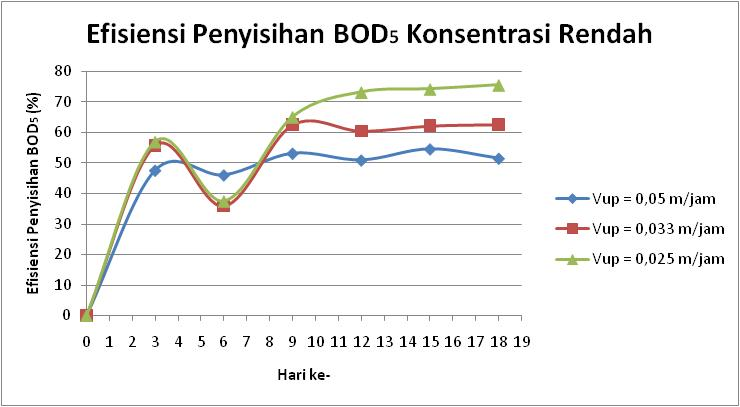 Efisiensi Penyisihan BOD5 Konsentrasi Rendah
Efisiensi Penyisihan BOD5 (%)
80
70
60
50
40
30
20
10
0
0 1 2 3 4 5 6 7 8 9 10 11 12 13 14 15 16 17 18 19
Hari ke-
Vup = 0,05 m/jam
Vup = 0,033 m/jam
Vup = 0,025 m/jam